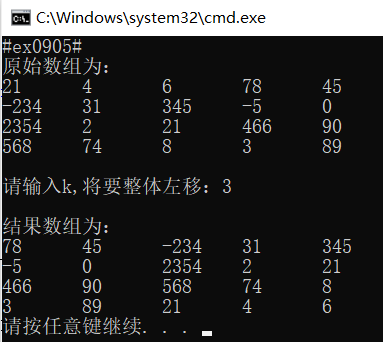 C:\Windows\system32\cmd.exe
#ex0905#
原始数组为：
21 4 6 78 45
-234 31 345 -5 0
2354 2 21 466 90
568 74 8 3 89
请输入k,将要整体左移：3
结果数组为：
78 45 -234 31 345
-5 0 2354 2 21
466 90 568 74 8
3 89 21 4 6
请按任意键继续. . .